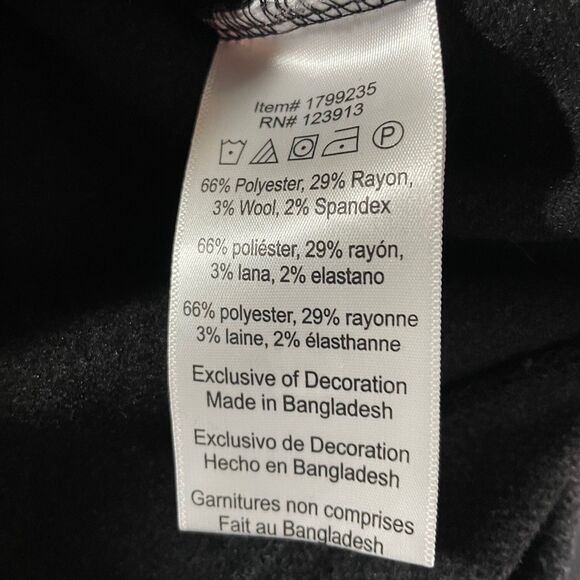 Item# 1799235
RN# 123913
P
66% Polyester, 29% Rayon,
3% Wool, 2% Spandex
66% poliéster, 29% rayón,
3% lana, 2% elastano
66% polyester, 29% rayonne
3% laine, 2% élasthanne
Exclusive of Decoration
Made in Bangladesh
Exclusivo de Decoration
Hecho en Bangladesh
Garnitures non comprises
Fait au Bangladesh